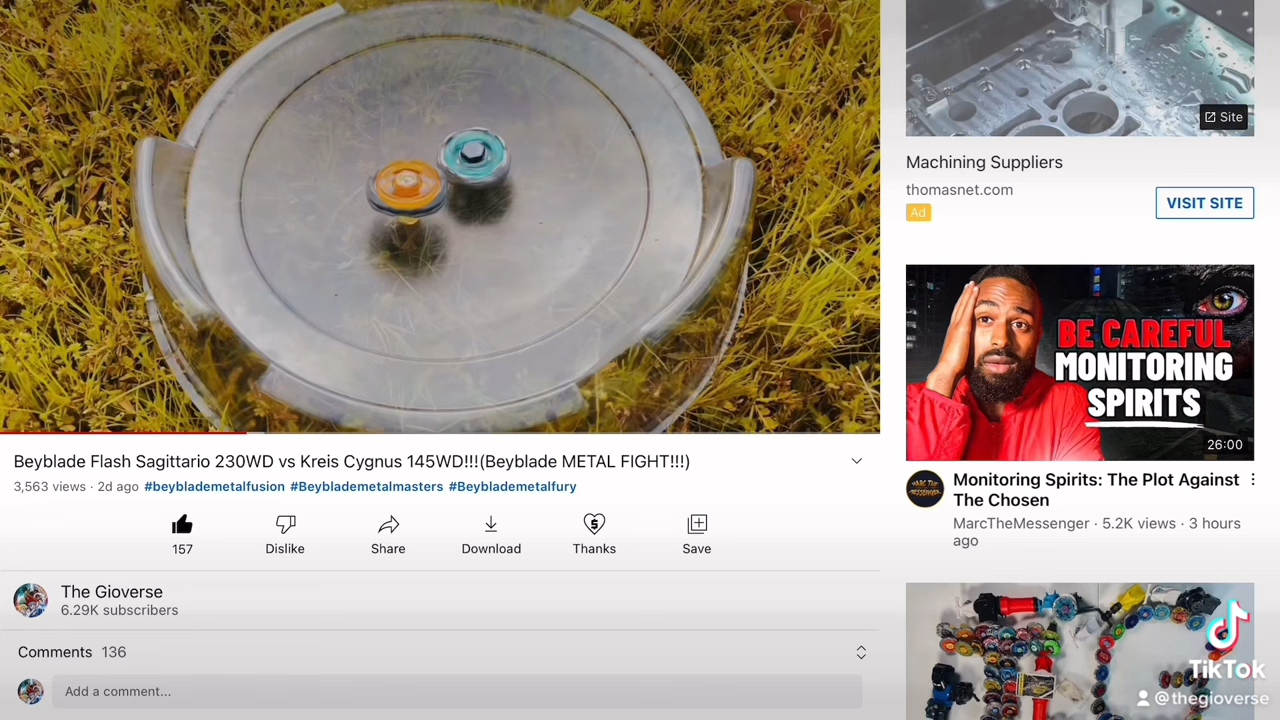 Beyblade Flash Sagittario 230WD vs Kreis Cygnus 145WD!!!(Beyblade METAL FIGHT!!!)
3,563 views · 2d ago #beyblademetalfusion #Beyblademetalmasters #Beyblademetalfury
157
Dislike
Share
Download
Thanks
Save
The Gioverse
6.29K subscribers
Comments 136
Add a comment...
Site
Machining Suppliers
thomasnet.com
Ad
VISIT SITE
BE CAREFUL
MONITORING
SPIRITS
26:00
Monitoring Spirits: The Plot Against
The Chosen
MarcTheMessenger · 5.2K views · 3 hours
ago
TikTok
@thegioverse